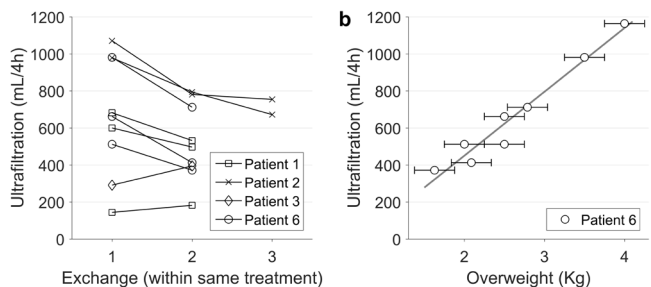 1200
1000
800
600
400
200
0
Ultrafiltration (mL/4h)
1 2 3
Exchange (within same treatment)
Patient 1
Patient 2
Patient 3
Patient 6
b
1200
1000
800
600
400
200
0
Ultrafiltration (mL/4h)
2 3 4
Overweight (Kg)
Patient 6